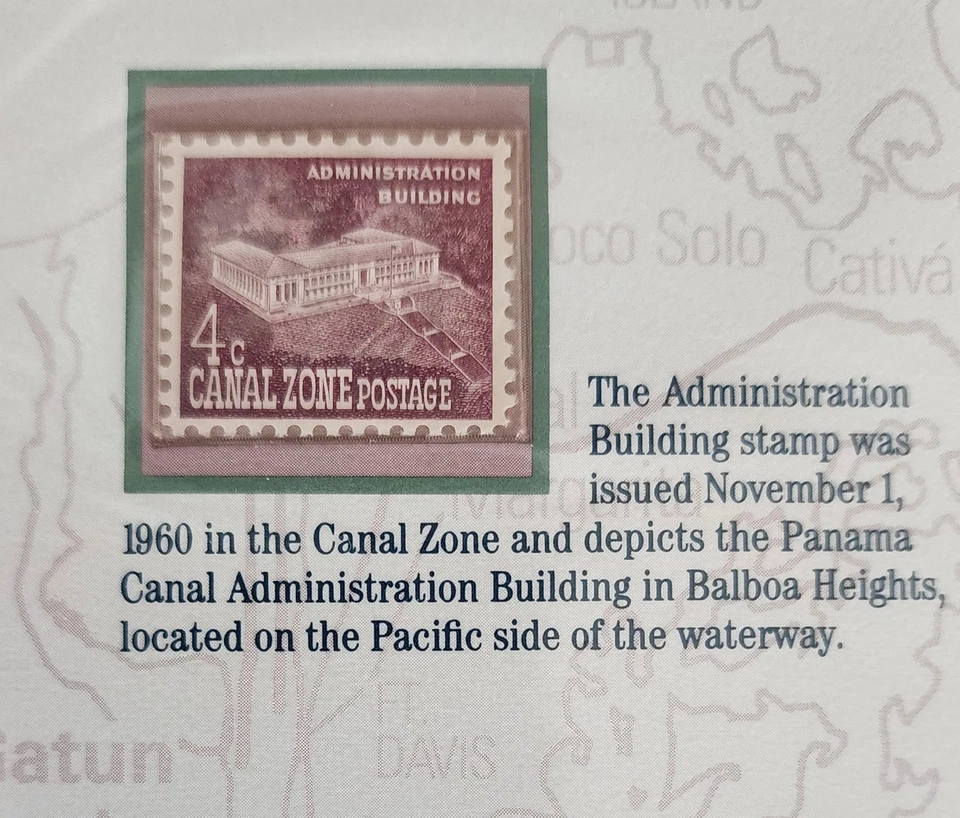 ISLAND
ADMINISTRATION
BUILDING
4c
CANAL ZONE POSTAGE
oco Solo
Cativá
The Administration
Building stamp was
issued November 1,
1960 in the Canal Zone and depicts the Panama
Canal Administration Building in Balboa Heights,
located on the Pacific side of the waterway.
Margarita
FT.
DAVIS
atun